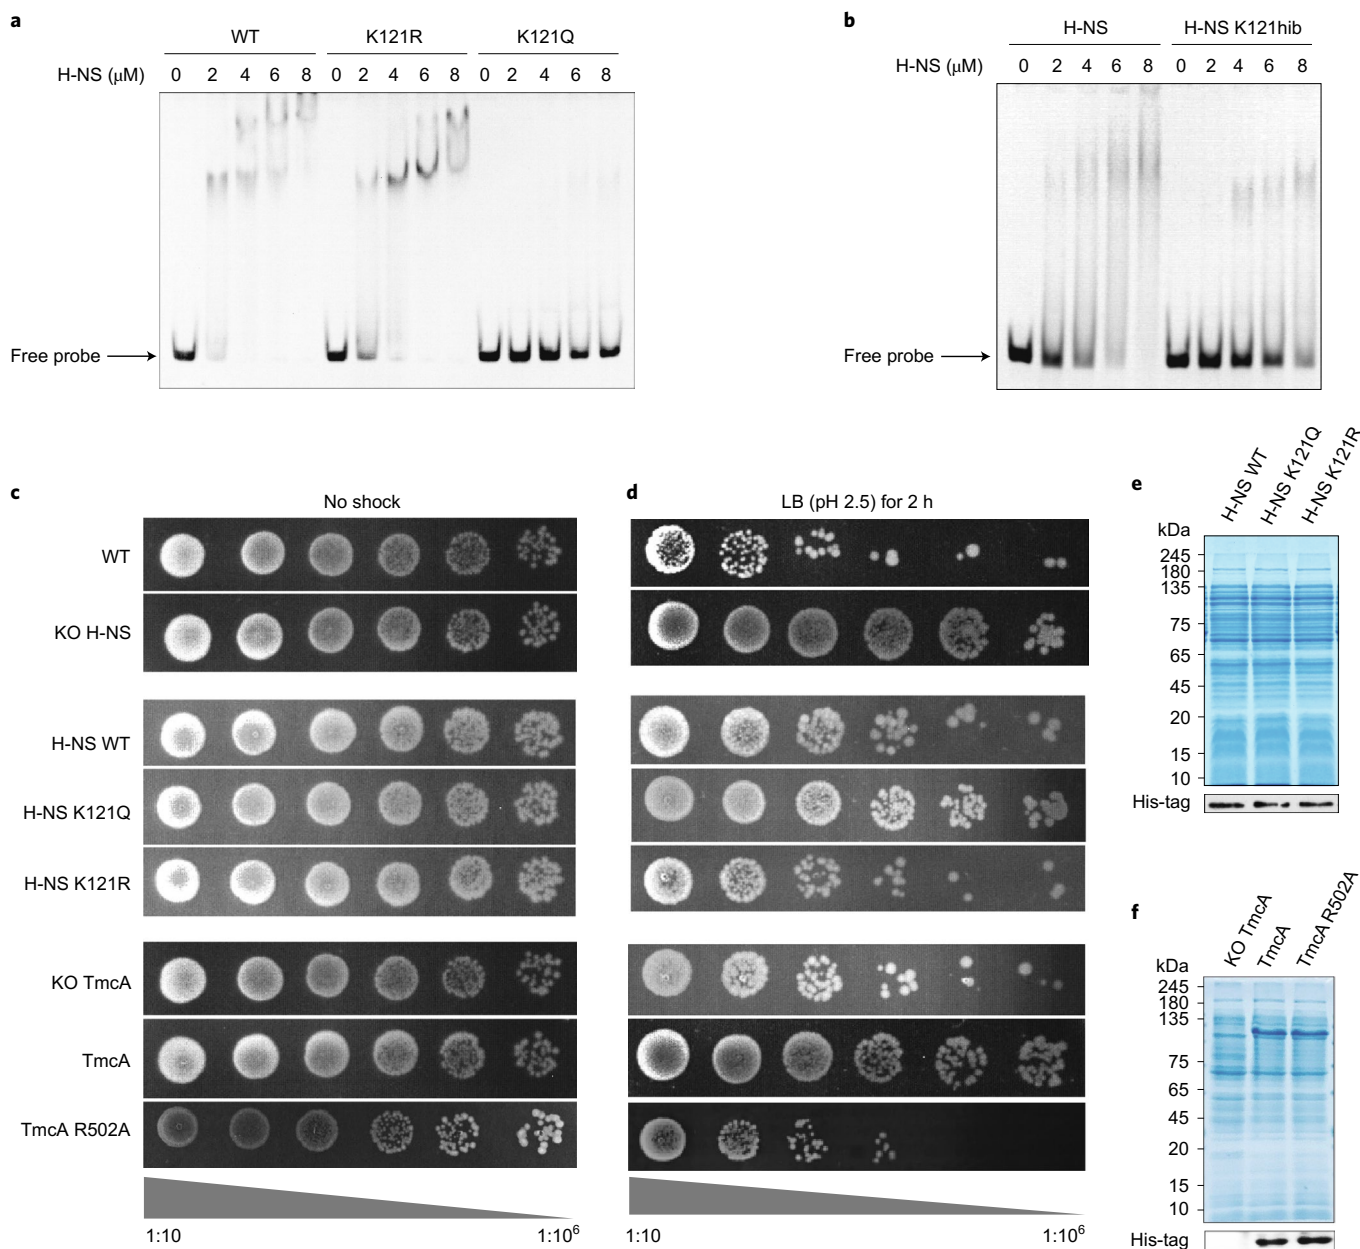 a
WT K121R K121Q
H-NS (μM) 0 2 4 6 8 0 2 4 6 8 0 2 4 6 8
Free probe
b
H-NS H-NS K121hib
H-NS (μM) 0 2 4 6 8 0 2 4 6 8
Free probe
c
No shock
WT
KO H-NS
H-NS WT
H-NS K121Q
H-NS K121R
KO TmcA
TmcA
TmcA R502A
1:10 1:10⁶
d
LB (pH 2.5) for 2 h
1:10 1:10⁶
e
H-NS WT
H-NS K121Q
H-NS K121R
kDa
245
180
135
75
65
45
20
15
10
His-tag
f
KO TmcA
TmcA
TmcA R502A
kDa
245
180
135
75
65
45
20
15
10
His-tag